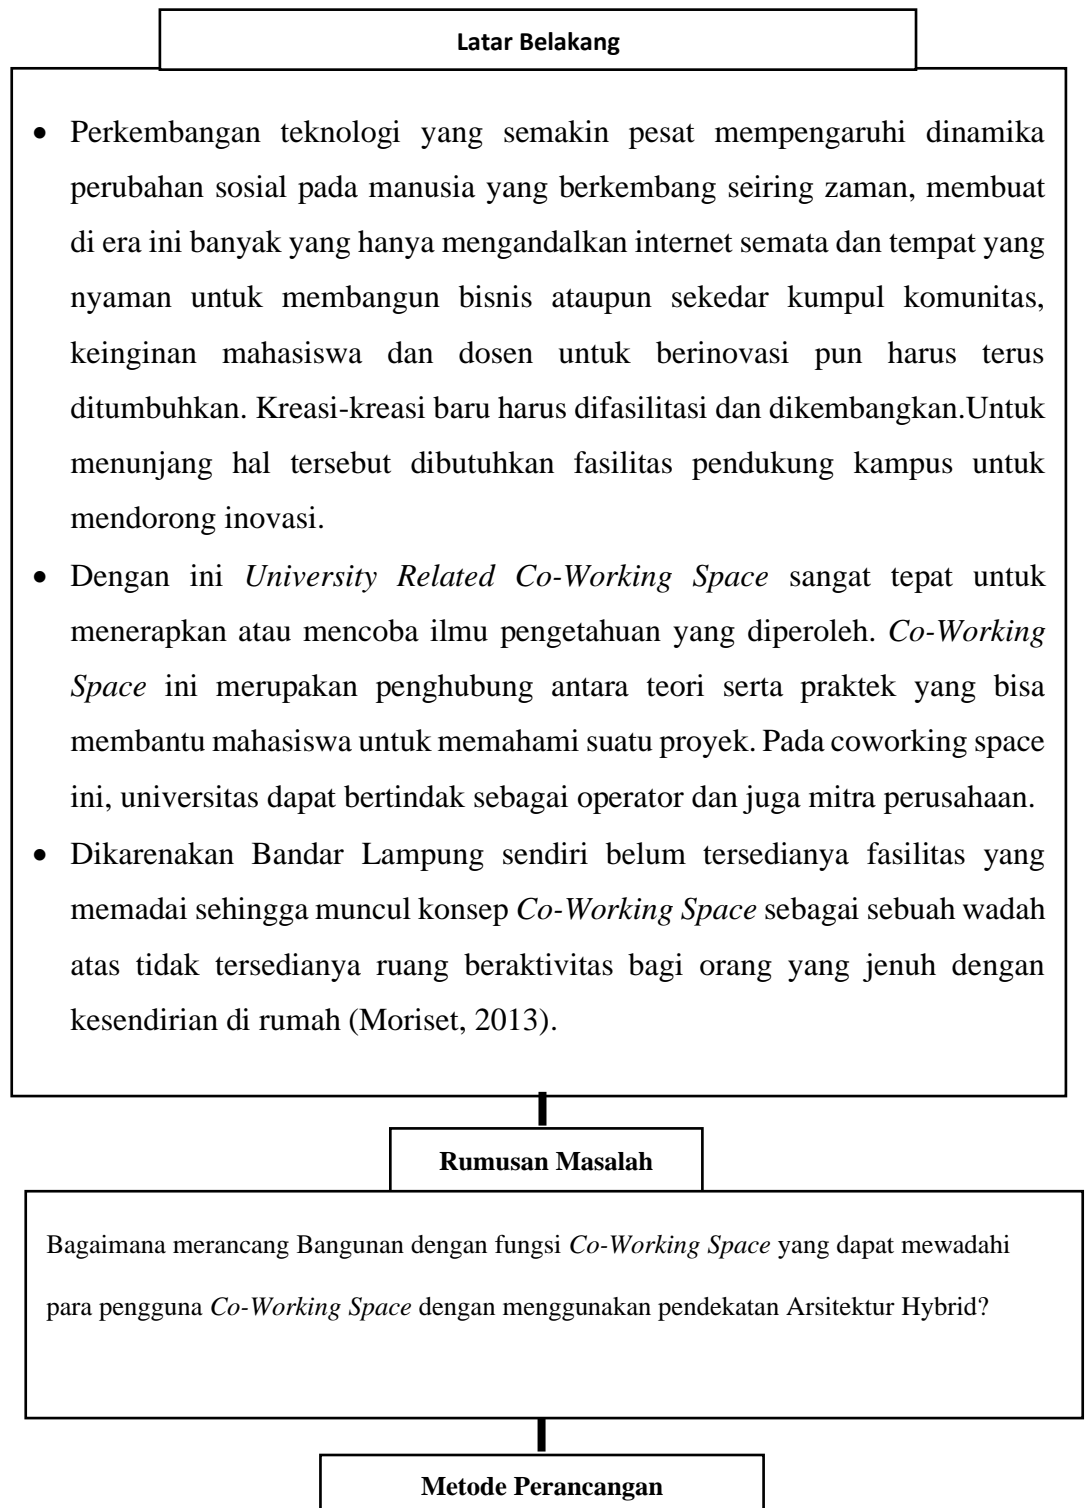 Latar Belakang
• Perkembangan teknologi yang semakin pesat mempengaruhi dinamika
perubahan sosial pada manusia yang berkembang seiring zaman, membuat
di era ini banyak yang hanya mengandalkan internet semata dan tempat yang
nyaman untuk membangun bisnis ataupun sekedar kumpul komunitas,
keinginan mahasiswa dan dosen untuk berinovasi pun harus terus
ditumbuhkan. Kreasi-kreasi baru harus difasilitasi dan dikembangkan.Untuk
menunjang hal tersebut dibutuhkan fasilitas pendukung kampus untuk
mendorong inovasi.
• Dengan ini University Related Co-Working Space sangat tepat untuk
menerapkan atau mencoba ilmu pengetahuan yang diperoleh. Co-Working
Space ini merupakan penghubung antara teori serta praktek yang bisa
membantu mahasiswa untuk memahami suatu proyek. Pada coworking space
ini, universitas dapat bertindak sebagai operator dan juga mitra perusahaan.
• Dikarenakan Bandar Lampung sendiri belum tersedianya fasilitas yang
memadai sehingga muncul konsep Co-Working Space sebagai sebuah wadah
atas tidak tersedianya ruang beraktivitas bagi orang yang jenuh dengan
kesendirian di rumah (Moriset, 2013).
Rumusan Masalah
Bagaimana merancang Bangunan dengan fungsi Co-Working Space yang dapat mewadahi
para pengguna Co-Working Space dengan menggunakan pendekatan Arsitektur Hybrid?
Metode Perancangan